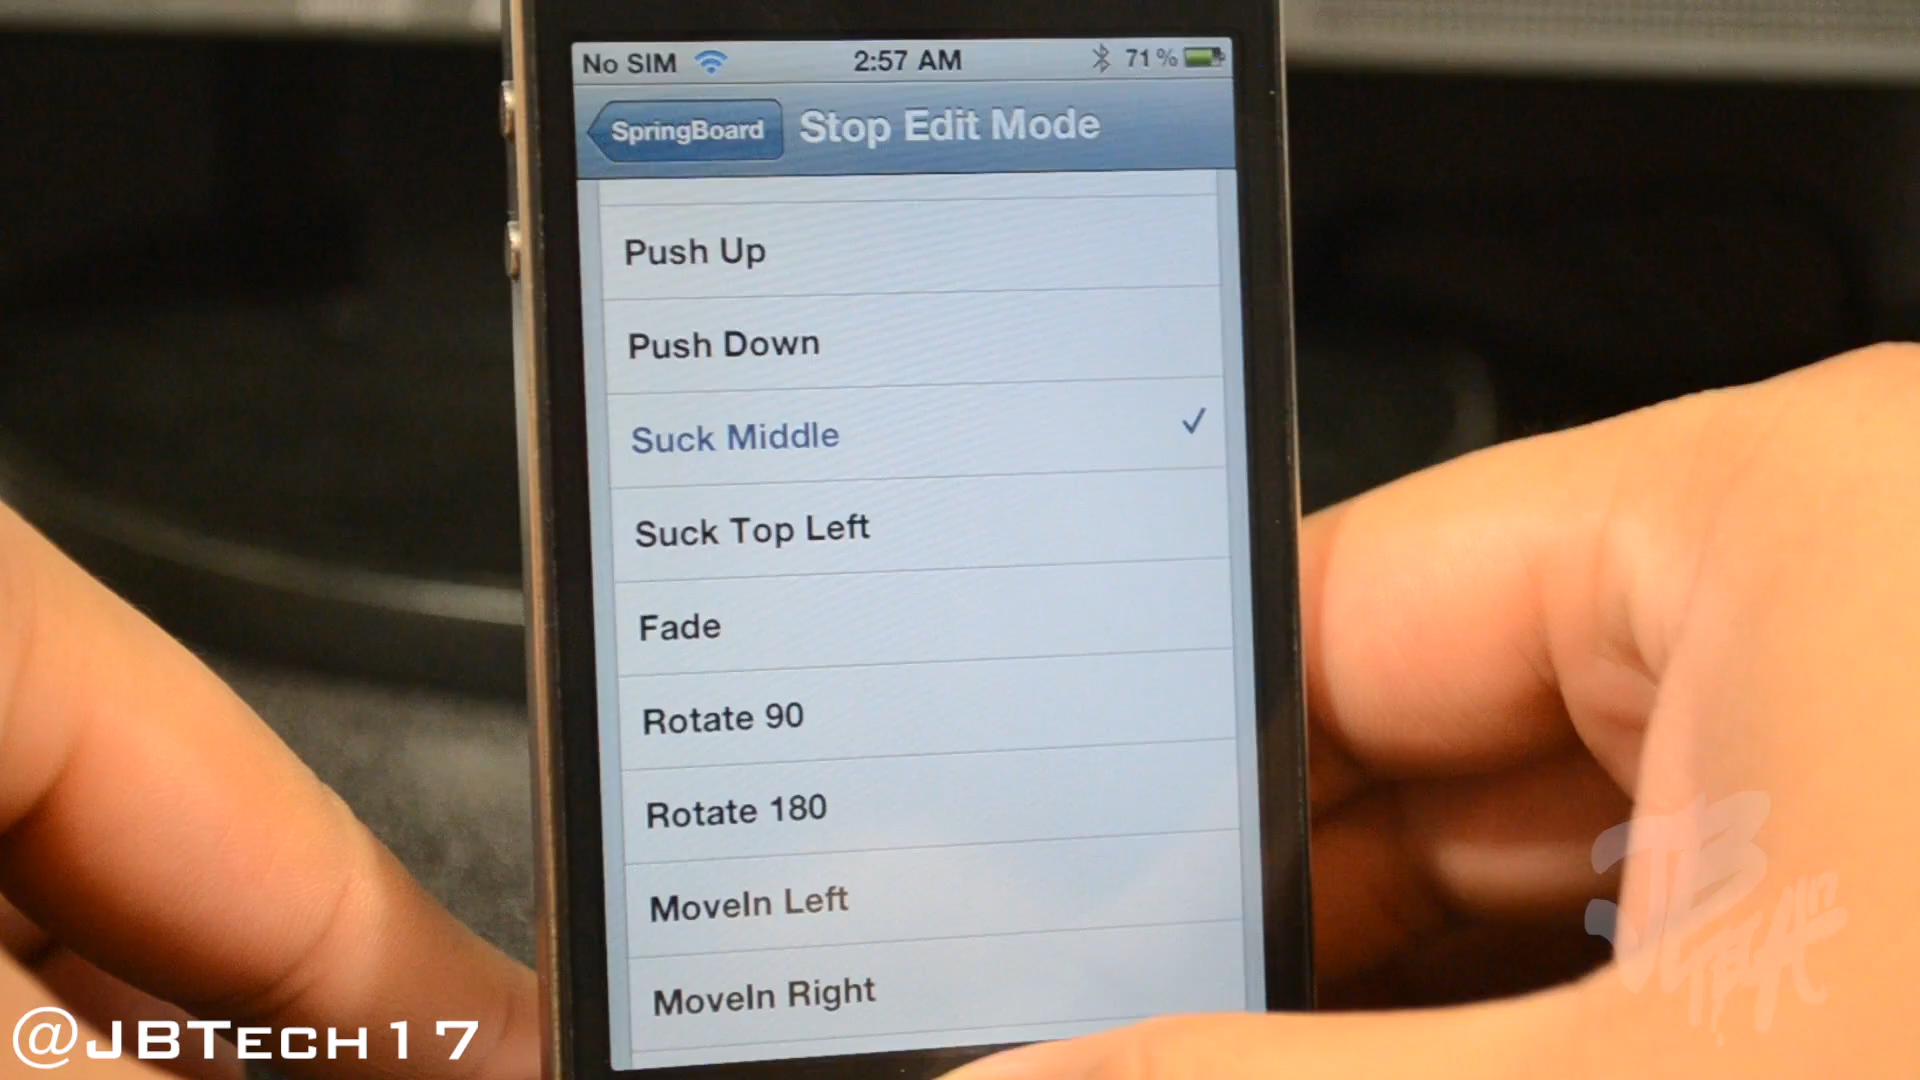 No SIM 2:57 AM 71 %
SpringBoard Stop Edit Mode
Push Up
Push Down
Suck Middle
Suck Top Left
Fade
Rotate 90
Rotate 180
MoveIn Left
MoveIn Right
@JBTech17
JB